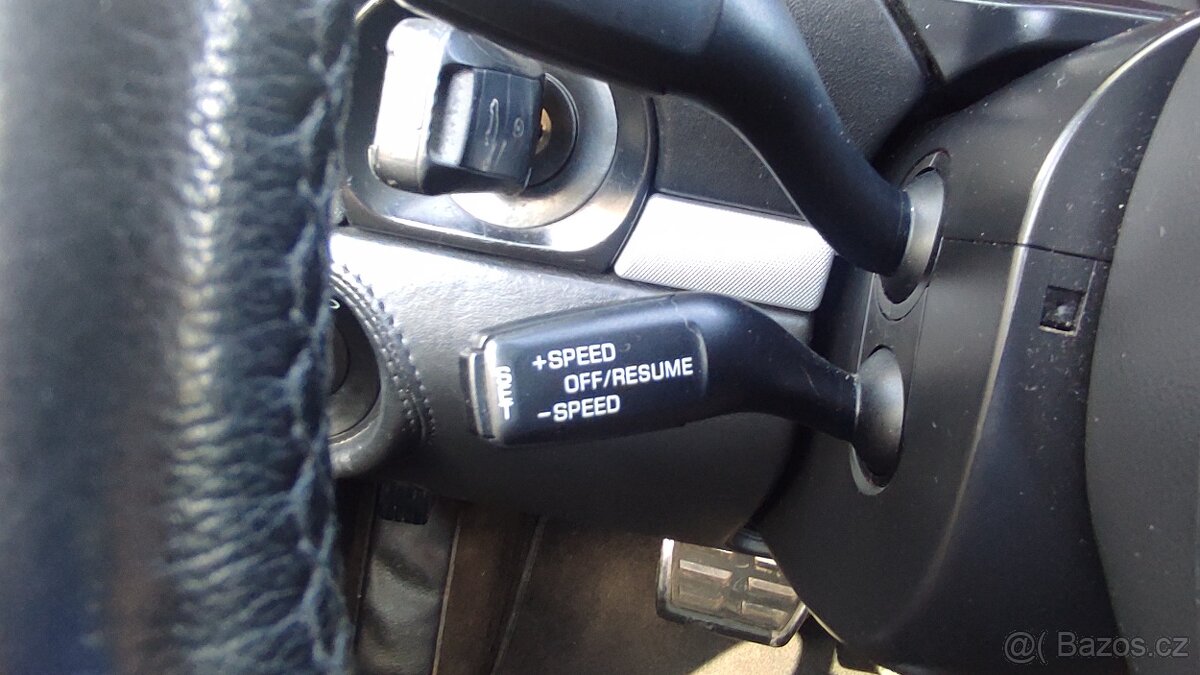 +SPEED
OFF/RESUME
-SPEED
SET
@( Bazos.cz